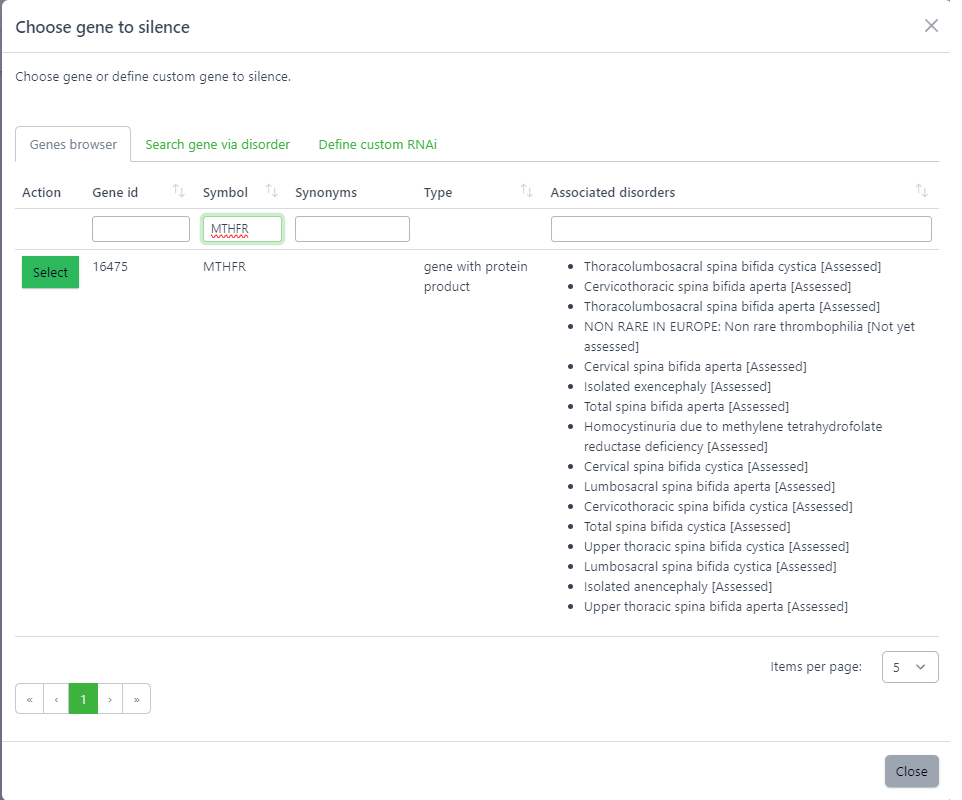 Choose gene to silence
Choose gene or define custom gene to silence.
Genes browser
Search gene via disorder
Define custom RNAi
Action
Gene id
Symbol
Synonyms
Type
Associated disorders
MTHFR
Select
16475
MTHFR
gene with protein
product
Thoracolumbosacral spina bifida cystica [Assessed]
Cervicothoracic spina bifida aperta [Assessed]
Thoracolumbosacral spina bifida aperta [Assessed]
NON RARE IN EUROPE: Non rare thrombophilia [Not yet
assessed]
Cervical spina bifida aperta [Assessed]
Isolated exencephaly [Assessed]
Total spina bifida aperta [Assessed]
Homocystinuria due to methylene tetrahydrofolate
reductase deficiency [Assessed]
Cervical spina bifida cystica [Assessed]
Lumbosacral spina bifida aperta [Assessed]
Cervicothoracic spina bifida cystica [Assessed]
Total spina bifida cystica [Assessed]
Upper thoracic spina bifida cystica [Assessed]
Lumbosacral spina bifida cystica [Assessed]
Isolated anencephaly [Assessed]
Upper thoracic spina bifida aperta [Assessed]
Items per page:
5
« ‹ 1 › »
Close